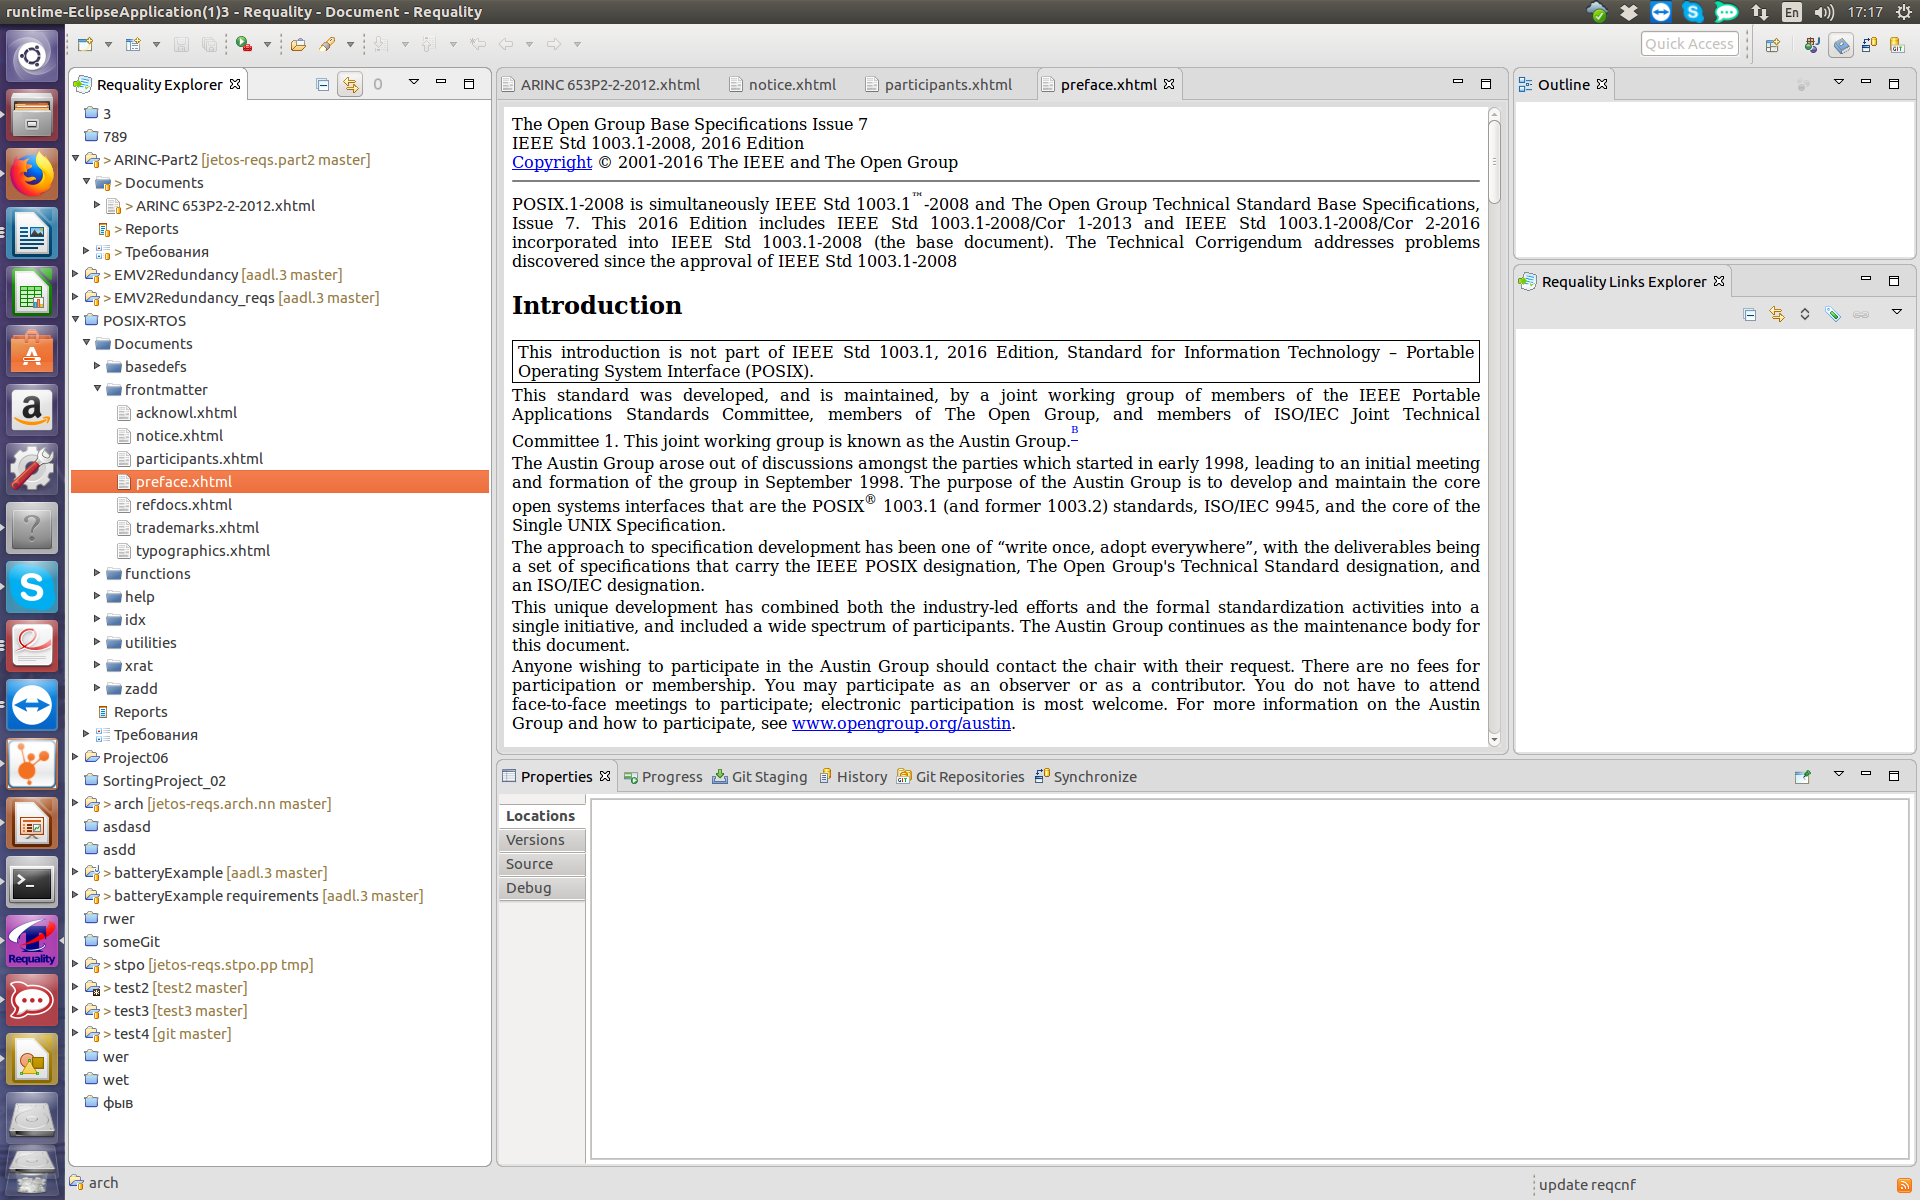 runtime-EclipseApplication(1)3 - Requality - Document - Requality
En
17:17
Quick Access
Requality Explorer
0
3
789
> ARINC-Part2 [jetos-reqs.part2 master]
> Documents
> ARINC 653P2-2-2012.xhtml
> Reports
> Требования
> EMV2Redundancy [aadl.3 master]
> EMV2Redundancy_reqs [aadl.3 master]
POSIX-RTOS
Documents
basedefs
frontmatter
acknowl.xhtml
notice.xhtml
participants.xhtml
preface.xhtml
refdocs.xhtml
trademarks.xhtml
typographics.xhtml
functions
help
idx
utilities
xrat
zadd
Reports
Требования
Project06
SortingProject_02
> arch [jetos-reqs.arch.nn master]
asdasd
asdd
> batteryExample [aadl.3 master]
> batteryExample requirements [aadl.3 master]
rwer
someGit
> stpo [jetos-reqs.stpo.pp tmp]
> test2 [test2 master]
> test3 [test3 master]
> test4 [git master]
wer
wet
фыв
Requality
ARINC 653P2-2-2012.xhtml notice.xhtml participants.xhtml preface.xhtml
The Open Group Base Specifications Issue 7
IEEE Std 1003.1-2008, 2016 Edition
Copyright © 2001-2016 The IEEE and The Open Group
POSIX.1-2008 is simultaneously IEEE Std 1003.1™-2008 and The Open Group Technical Standard Base Specifications,
Issue 7. This 2016 Edition includes IEEE Std 1003.1-2008/Cor 1-2013 and IEEE Std 1003.1-2008/Cor 2-2016
incorporated into IEEE Std 1003.1-2008 (the base document). The Technical Corrigendum addresses problems
discovered since the approval of IEEE Std 1003.1-2008
Introduction
This introduction is not part of IEEE Std 1003.1, 2016 Edition, Standard for Information Technology – Portable
Operating System Interface (POSIX).
This standard was developed, and is maintained, by a joint working group of members of the IEEE Portable
Applications Standards Committee, members of The Open Group, and members of ISO/IEC Joint Technical
Committee 1. This joint working group is known as the Austin Group.B
The Austin Group arose out of discussions amongst the parties which started in early 1998, leading to an initial meeting
and formation of the group in September 1998. The purpose of the Austin Group is to develop and maintain the core
open systems interfaces that are the POSIX® 1003.1 (and former 1003.2) standards, ISO/IEC 9945, and the core of the
Single UNIX Specification.
The approach to specification development has been one of “write once, adopt everywhere”, with the deliverables being
a set of specifications that carry the IEEE POSIX designation, The Open Group's Technical Standard designation, and
an ISO/IEC designation.
This unique development has combined both the industry-led efforts and the formal standardization activities into a
single initiative, and included a wide spectrum of participants. The Austin Group continues as the maintenance body for
this document.
Anyone wishing to participate in the Austin Group should contact the chair with their request. There are no fees for
participation or membership. You may participate as an observer or as a contributor. You do not have to attend
face-to-face meetings to participate; electronic participation is most welcome. For more information on the Austin
Group and how to participate, see www.opengroup.org/austin.
Outline
Requality Links Explorer
Properties Progress Git Staging History Git Repositories Synchronize
Locations
Versions
Source
Debug
arch
update reqcnf